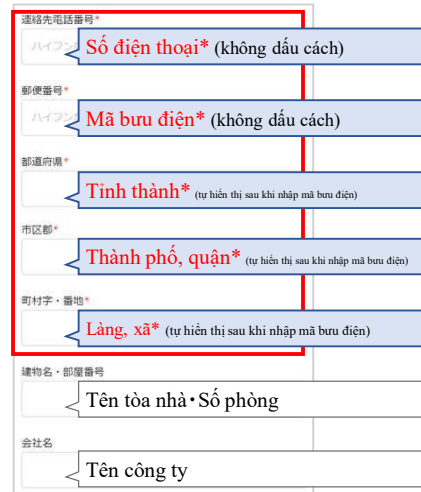 連絡先電話番号*
ハイフン
Số điện thoại* (không dấu cách)
郵便番号*
ハイフン
Mã bưu điện* (không dấu cách)
都道府県*
Tỉnh thành* (tự hiển thị sau khi nhập mã bưu điện)
市区郡*
Thành phố, quận* (tự hiển thị sau khi nhập mã bưu điện)
町村字・番地*
Làng, xã* (tự hiển thị sau khi nhập mã bưu điện)
建物名・部屋番号
Tên tòa nhà・Số phòng
会社名
Tên công ty